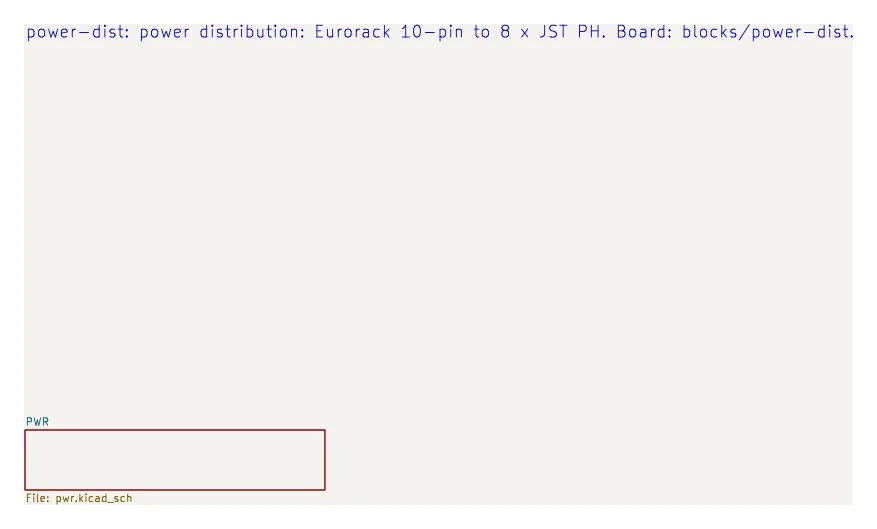 power-dist: power distribution: Eurorack 10-pin to 8 x JST PH. Board: blocks/power-dist.
PWR
File: pwr.kicad_sch